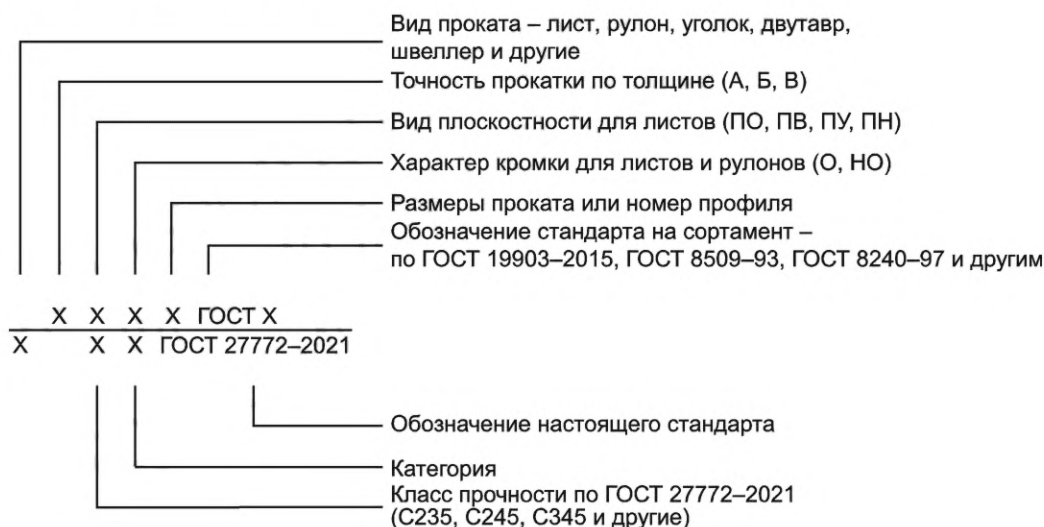 Вид проката – лист, рулон, уголок, двутавр,
швеллер и другие
Точность прокатки по толщине (А, Б, В)
Вид плоскостности для листов (ПО, ПВ, ПУ, ПН)
Характер кромки для листов и рулонов (О, НО)
Размеры проката или номер профиля
Обозначение стандарта на сортамент –
по ГОСТ 19903–2015, ГОСТ 8509–93, ГОСТ 8240–97 и другим
Х Х Х Х ГОСТ Х
Х Х Х ГОСТ 27772–2021
Обозначение настоящего стандарта
Категория
Класс прочности по ГОСТ 27772–2021
(С235, С245, С345 и другие)